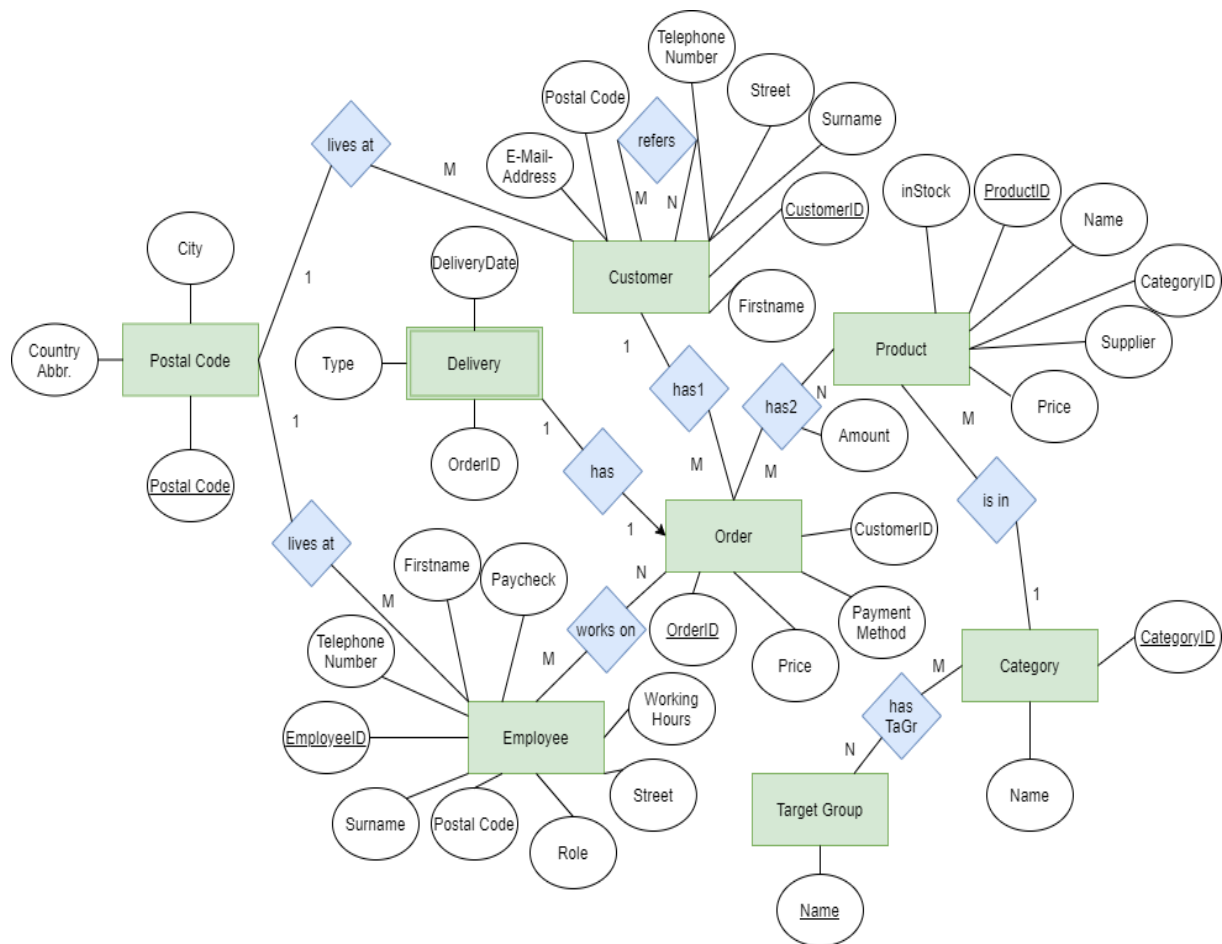 Telephone
Number
Postal Code
Street
Surname
lives at
refers
E-Mail-
Address
M
M
N
CustomerID
inStock
ProductID
Name
City
DeliveryDate
1
Customer
Firstname
CategoryID
Supplier
Country
Abbr.
Postal Code
Type
Delivery
Product
1
has1
has2
N
Price
1
1
Amount
M
OrderID
has
M
M
Postal Code
is in
lives at
1
Order
CustomerID
Firstname
Paycheck
N
M
works on
OrderID
Payment
Method
1
Telephone
Number
M
Price
M
Category
CategoryID
Working
Hours
has
TaGr
EmployeeID
Employee
N
Street
Name
Surname
Postal Code
Role
Target Group
Name